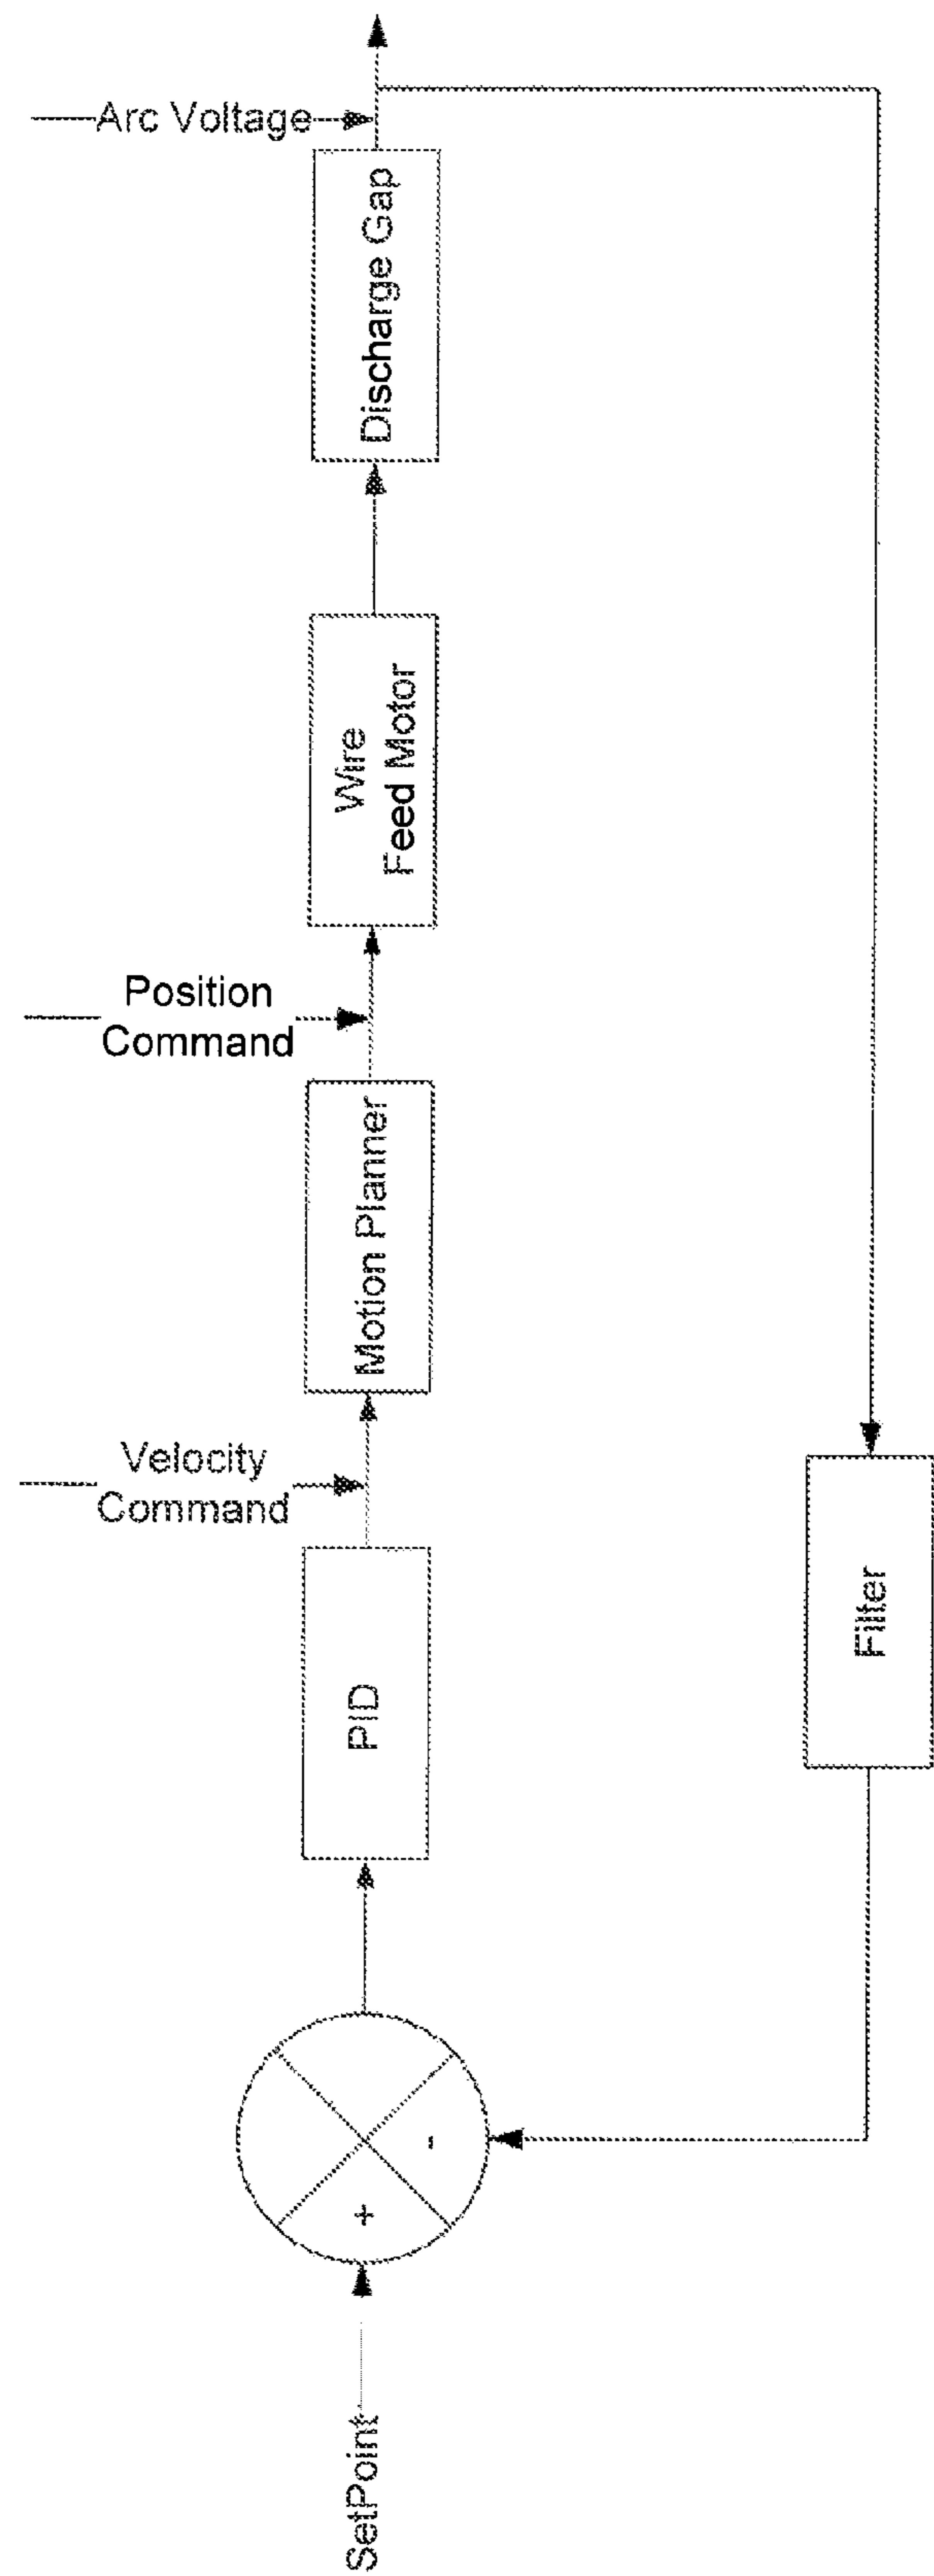 Arc Voltage
Discharge Gap
Wire
Feed Motor
Position
Command
Motion Planner
Velocity
Command
PID
Filter
-
+
SetPoint